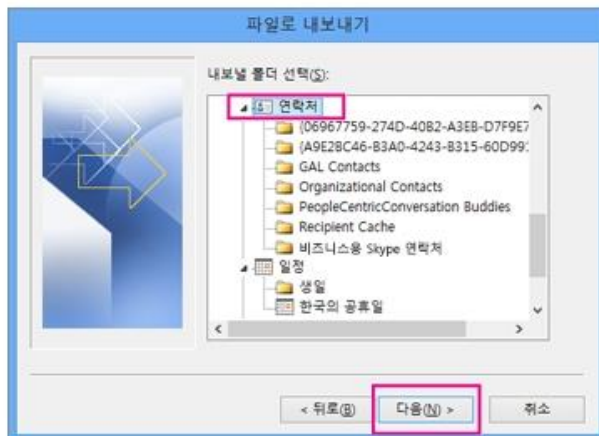 파일로 내보내기
내보낼 폴더 선택(S):
연락처
{06967759-274D-40B2-A3EB-D7F9E7
{A9E2BC46-B3A0-4243-B315-60D99:
GAL Contacts
Organizational Contacts
PeopleCentricConversation Buddies
Recipient Cache
비즈니스용 Skype 연락처
일정
생일
한국의 공휴일
< 뒤로(B) 다음(N) > 취소